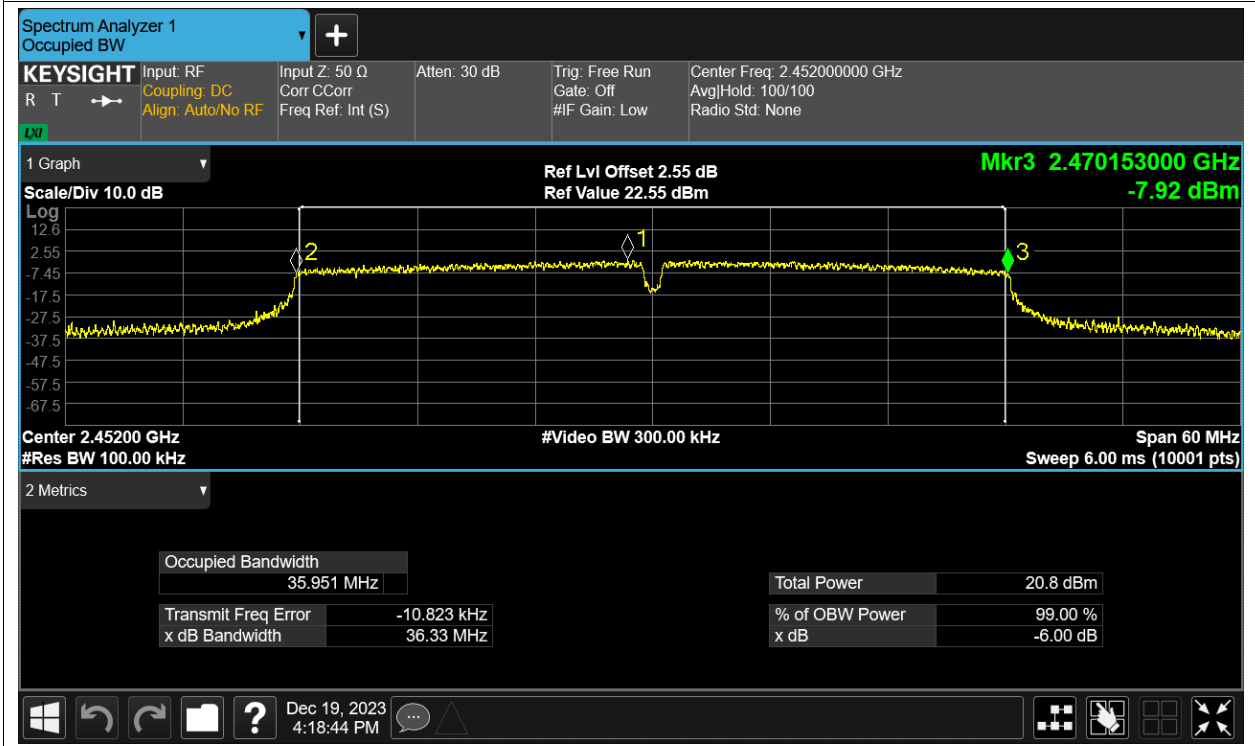 Spectrum Analyzer 1
Occupied BW
KEYSIGHT
R T
LXI
Input: RF
Coupling: DC
Align: Auto/No RF
Input Z: 50 Ω
Corr CCorr
Freq Ref: Int (S)
Atten: 30 dB
Trig: Free Run
Gate: Off
#IF Gain: Low
Center Freq: 2.452000000 GHz
Avg|Hold: 100/100
Radio Std: None
1 Graph
Scale/Div 10.0 dB
Ref Lvl Offset 2.55 dB
Ref Value 22.55 dBm
Mkr3 2.470153000 GHz
-7.92 dBm
Log
12.6
2.55
-7.45
-17.5
-27.5
-37.5
-47.5
-57.5
-67.5
2
1
3
Center 2.45200 GHz
#Res BW 100.00 kHz
#Video BW 300.00 kHz
Span 60 MHz
Sweep 6.00 ms (10001 pts)
2 Metrics
Occupied Bandwidth
35.951 MHz
Transmit Freq Error -10.823 kHz
x dB Bandwidth 36.33 MHz
Total Power 20.8 dBm
% of OBW Power 99.00 %
x dB -6.00 dB
?
Dec 19, 2023
4:18:44 PM